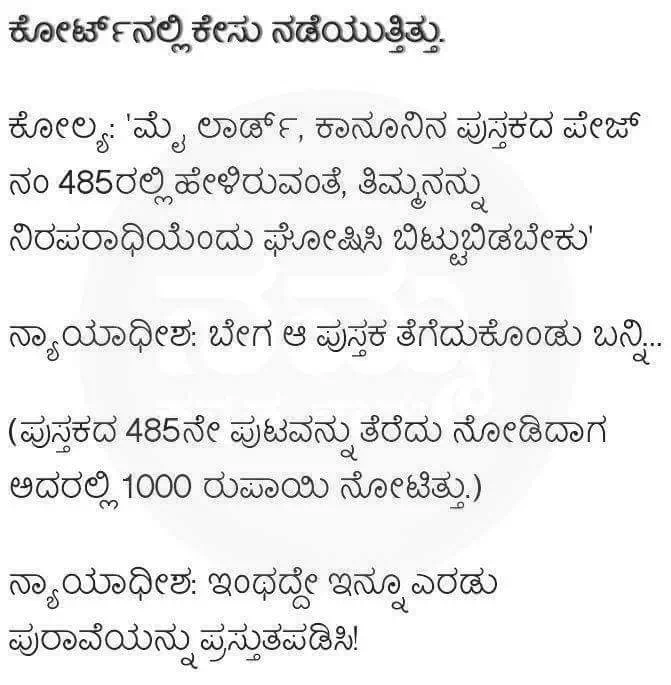 ಕೋರ್ಟ್‌ನಲ್ಲಿ ಕೇಸು ನಡೆಯುತ್ತಿತ್ತು.
ಕೋಲ್ಯ: 'ಮೈ ಲಾರ್ಡ್, ಕಾನೂನಿನ ಪುಸ್ತಕದ ಪೇಜ್
ನಂ 485ರಲ್ಲಿ ಹೇಳಿರುವಂತೆ, ತಿಮ್ಮನನ್ನು
ನಿರಪರಾಧಿಯೆಂದು ಘೋಷಿಸಿ ಬಿಟ್ಟುಬಿಡಬೇಕು'
ನ್ಯಾಯಾಧೀಶ: ಬೇಗ ಆ ಪುಸ್ತಕ ತೆಗೆದುಕೊಂಡು ಬನ್ನಿ...
(ಪುಸ್ತಕದ 485ನೇ ಪುಟವನ್ನು ತೆರೆದು ನೋಡಿದಾಗ
ಅದರಲ್ಲಿ 1000 ರುಪಾಯಿ ನೋಟಿತ್ತು.)
ನ್ಯಾಯಾಧೀಶ: ಇಂಥದ್ದೇ ಇನ್ನೂ ಎರಡು
ಪುರಾವೆಯನ್ನು ಪ್ರಸ್ತುತಪಡಿಸಿ!